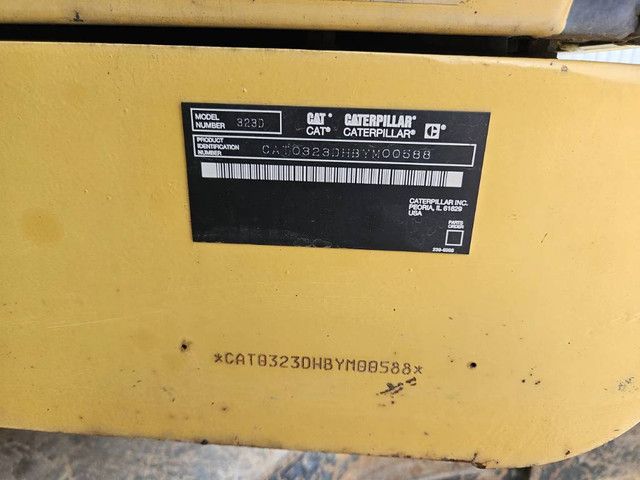 MODEL NUMBER 323D
CAT CATERPILLAR
CAT® CATERPILLAR® C®
PRODUCT IDENTIFICATION NUMBER CAT0323DHBYM00588
CATERPILLAR INC.
PEORIA, IL 61629
USA
PARTS ORDER
*CAT0323DHBYM00588*